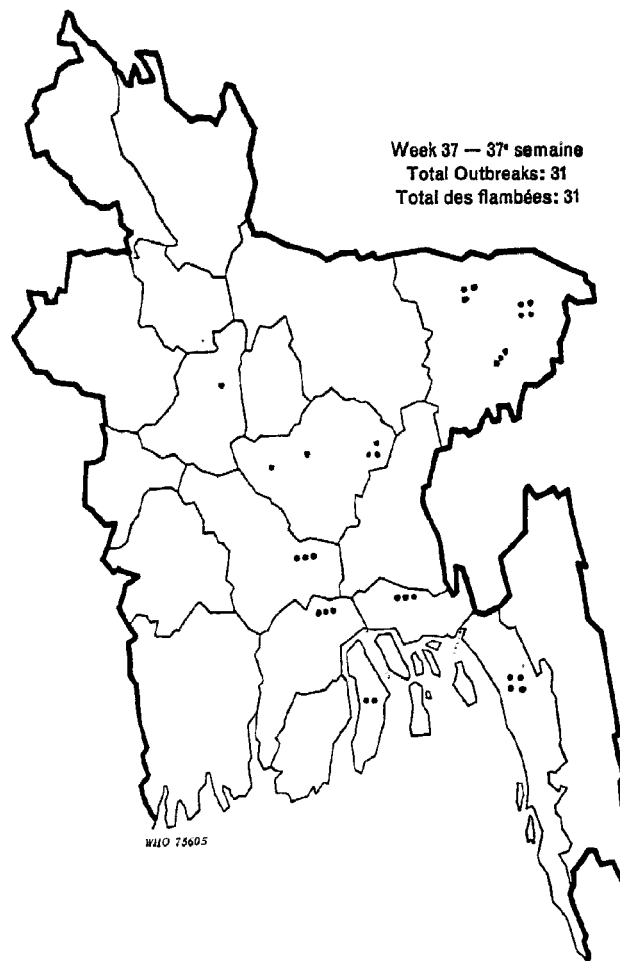 Week 37 — 37ᵉ semaine
Total Outbreaks: 31
Total des flambées: 31
WHO 75605